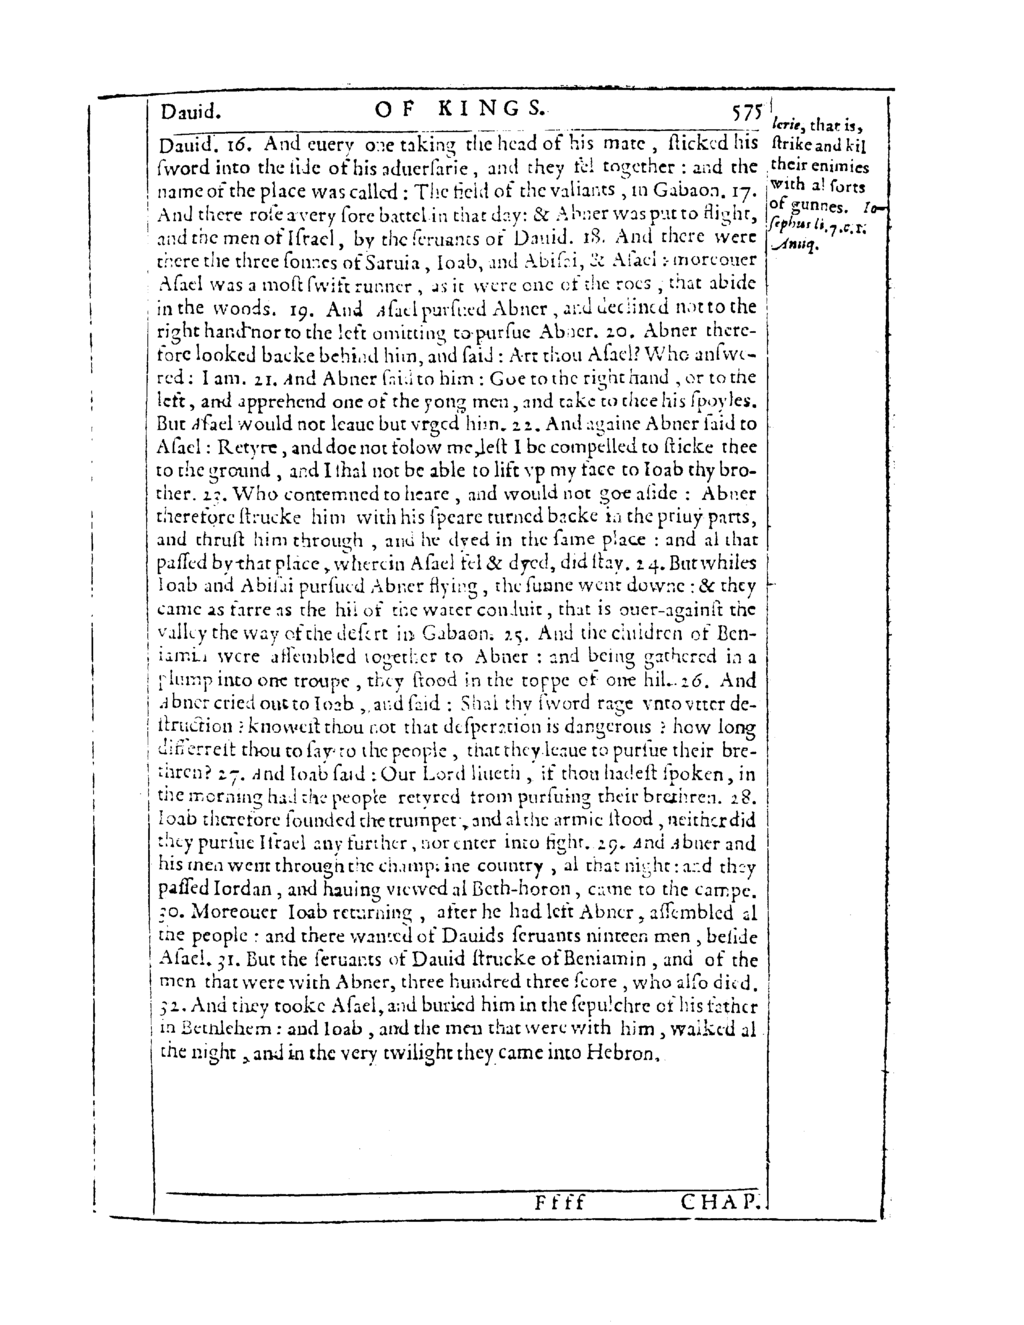 Dauid. OF KINGS. 575
Dauid. 16. And euery one taking the head of his mate, ſticked his
ſword into the ſide of his aduerſarie, and they fel together: and the
name of the place was called: The field of the valiants, in Gabaon. 17.
And there roſe a very ſore battel in that day: & Abner was put to flight,
and the men of Iſrael, by the ſeruants of Dauid. 18. And there were
there the three ſonnes of Saruia, Ioab, and Abiſai, & Aſael: moreouer
Aſael was a moſt ſwift runner, as it were one of the roes, that abide
in the woods. 19. And Aſael purſued Abner, and declined not to the
right hand nor to the left omitting to purſue Abner. 20. Abner there-
fore looked backe behind him, and ſaid: Art thou Aſael? Who anſwe-
red: I am. 21. And Abner ſaid to him: Goe to the right hand, or to the
left, and apprehend one of the yong men, and take to thee his ſpoyles.
But Aſael would not leaue but vrged him. 22. And againe Abner ſaid to
Aſael: Retyre, and doe not folow me, leſt I be compelled to ſticke thee
to the ground, and I ſhal not be able to lift vp my face to Ioab thy bro-
ther. 23. Who contemned to heare, and would not goe aſide: Abner
therefore ſtrucke him with his ſpeare turned backe in the priuy parts,
and thruſt him through, and he dyed in the ſame place: and al that
paſſed by that place, wherein Aſael fel & dyed, did ſtay. 24. But whiles
Ioab and Abiſai purſued Abner flying, the ſunne went downe: & they
came as farre as the hil of the water conduit, that is ouer-againſt the
valley the way of the deſert in Gabaon. 25. And the children of Ben-
iamin were aſſembled together to Abner: and being gathered in a
plump into one troupe, they ſtood in the toppe of one hil. 26. And
Abner cried out to Ioab, and ſaid: Shal thy ſword rage vnto vtter de-
ſtruction? knoweſt thou not that deſperation is dangerous? how long
differreſt thou to ſay to the people, that they leaue to purſue their bre-
thren? 27. And Ioab ſaid: Our Lord liueth, if thou hadeſt ſpoken, in
the morning had the people retyred from purſuing their brethren. 28.
Ioab therefore ſounded the trumpet, and al the armie ſtood, neither did
they purſue Iſrael any further, nor enter into fight. 29. And Abner and
his men went through the champaine country, al that night: and they
paſſed Iordan, and hauing viewed al Beth-horon, came to the campe.
30. Moreouer Ioab returning, after he had left Abner, aſſembled al
the people: and there wanted of Dauids ſeruants ninteen men, beſide
Aſael. 31. But the ſeruants of Dauid ſtrucke of Beniamin, and of the
men that were with Abner, three hundred three ſcore, who alſo died.
32. And they tooke Aſael, and buried him in the ſepulchre of his father
in Bethlehem: and Ioab, and the men that were with him, walked al
the night, and in the very twilight they came into Hebron.
lerie, that is,
ſtrike and kil
their enimies
with al ſorts
of gunnes. Io-
ſephus li. 7. c. 1.
Antiq.
Ffff CHAP.